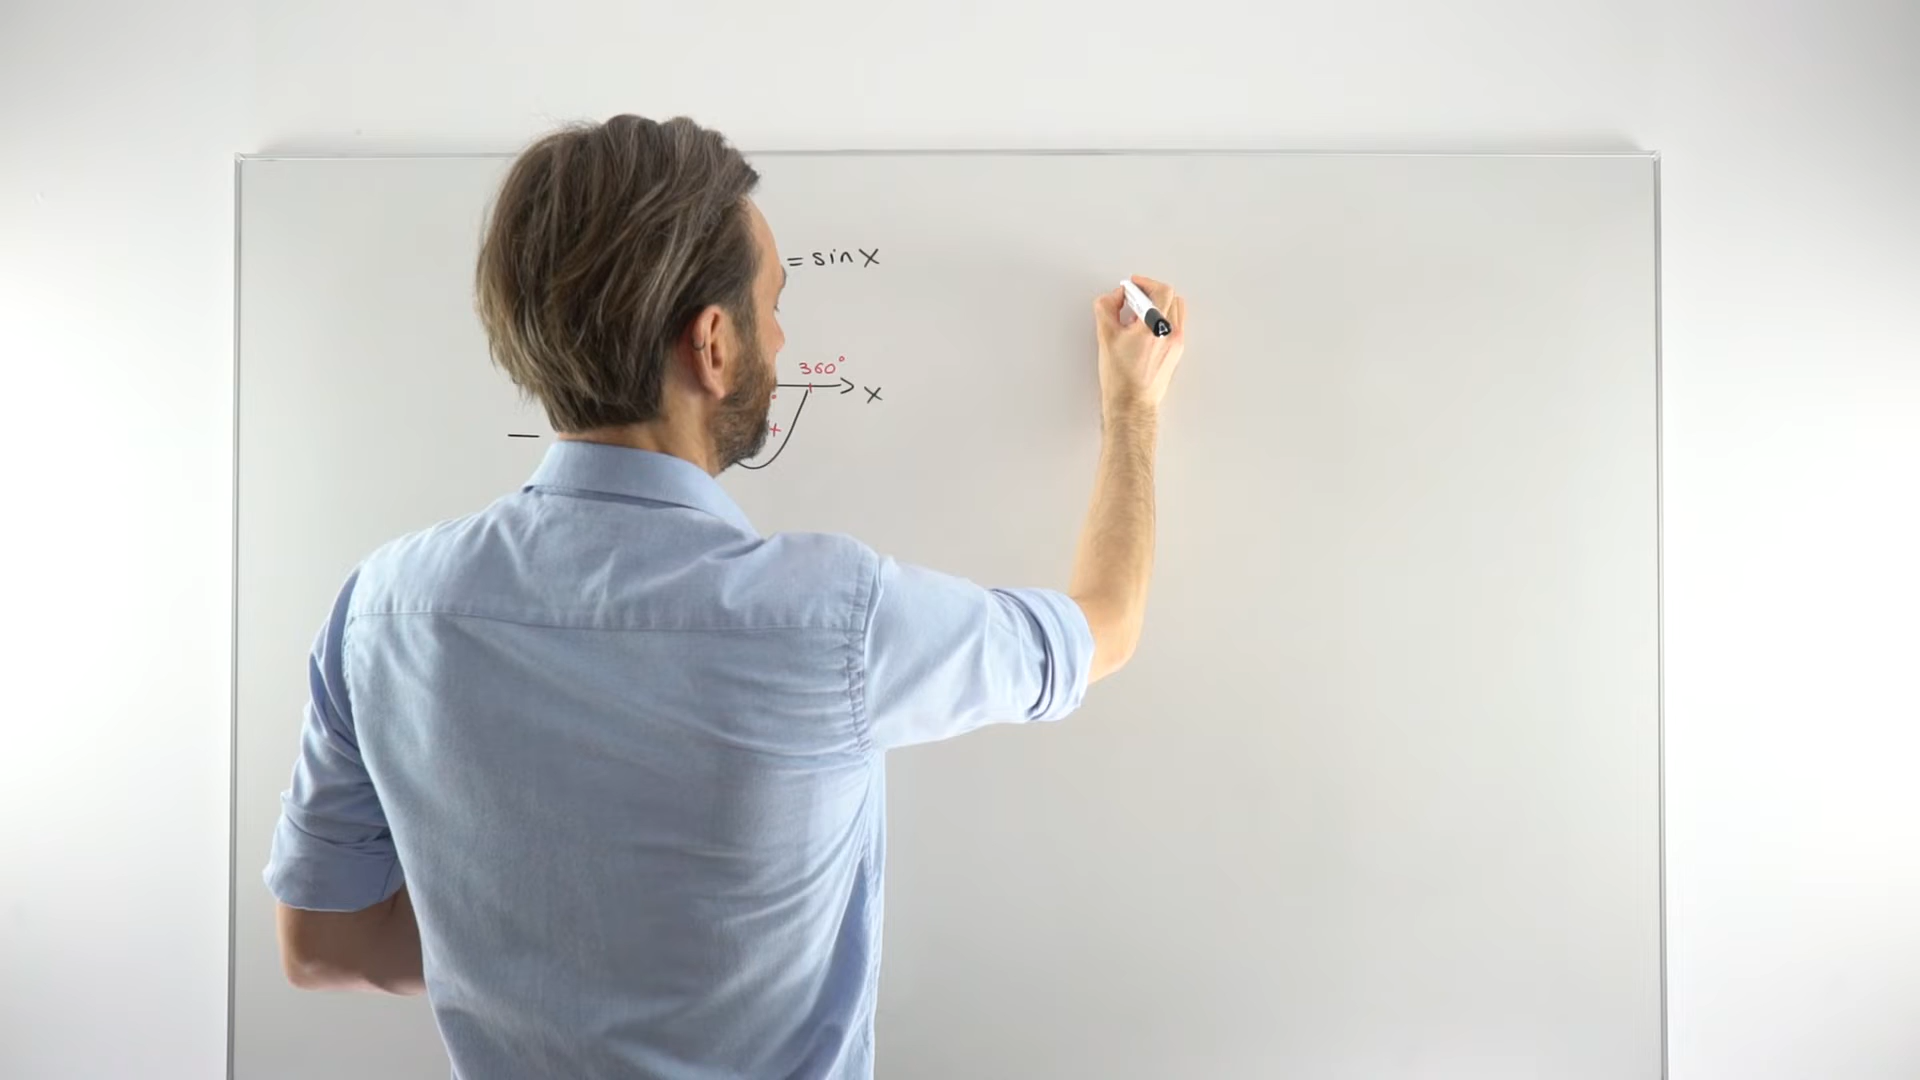 = sin x
360°
x